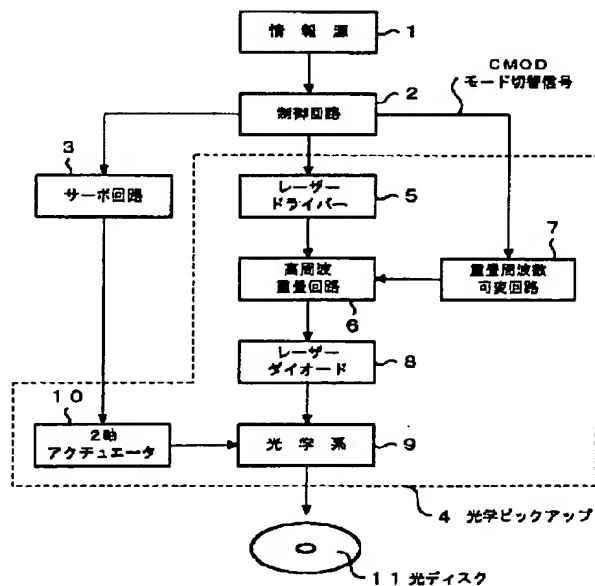 情報源
1
CMOD
モード切替信号
制御回路
2
3
サーボ回路
レーザー
ドライバー
5
高周波
重畳回路
6
7
重畳周波数
可変回路
レーザー
ダイオード
8
10
2軸
アクチュエータ
光学系
9
4 光学ピックアップ
11光ディスク